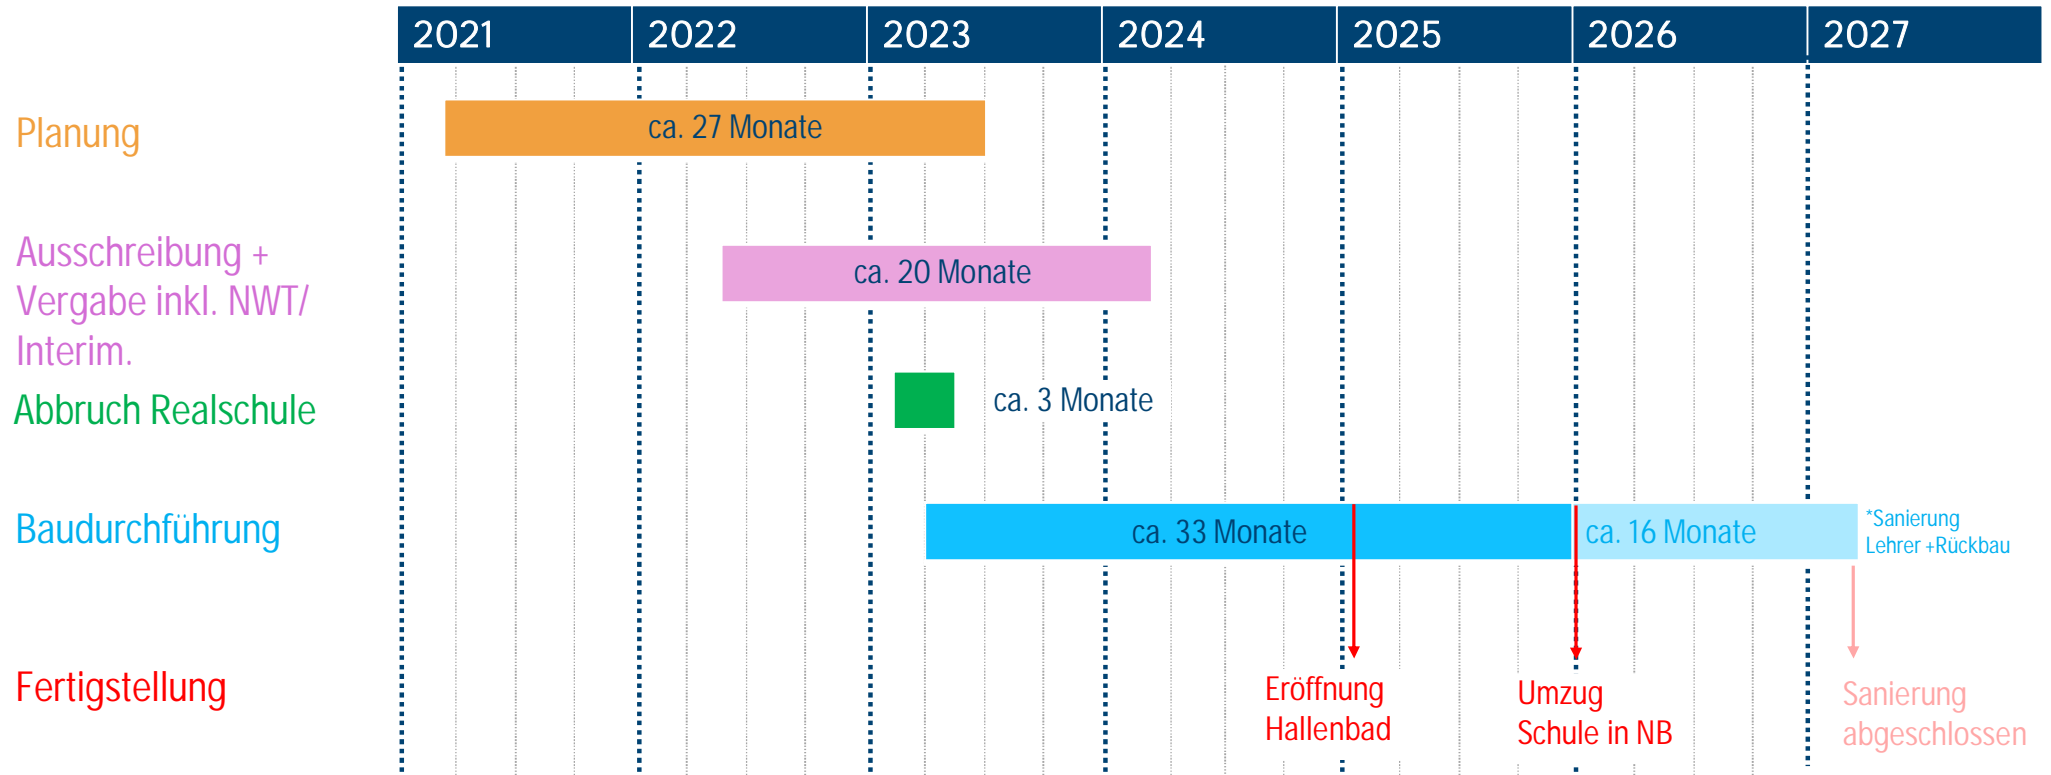 2021 2022 2023 2024 2025 2026 2027
Planung
ca. 27 Monate
Ausschreibung +
Vergabe inkl. NWT/
Interim.
ca. 20 Monate
Abbruch Realschule
ca. 3 Monate
Baudurchführung
ca. 33 Monate
ca. 16 Monate
*Sanierung
Lehrer +Rückbau
Fertigstellung
Eröffnung
Hallenbad
Umzug
Schule in NB
Sanierung
abgeschlossen